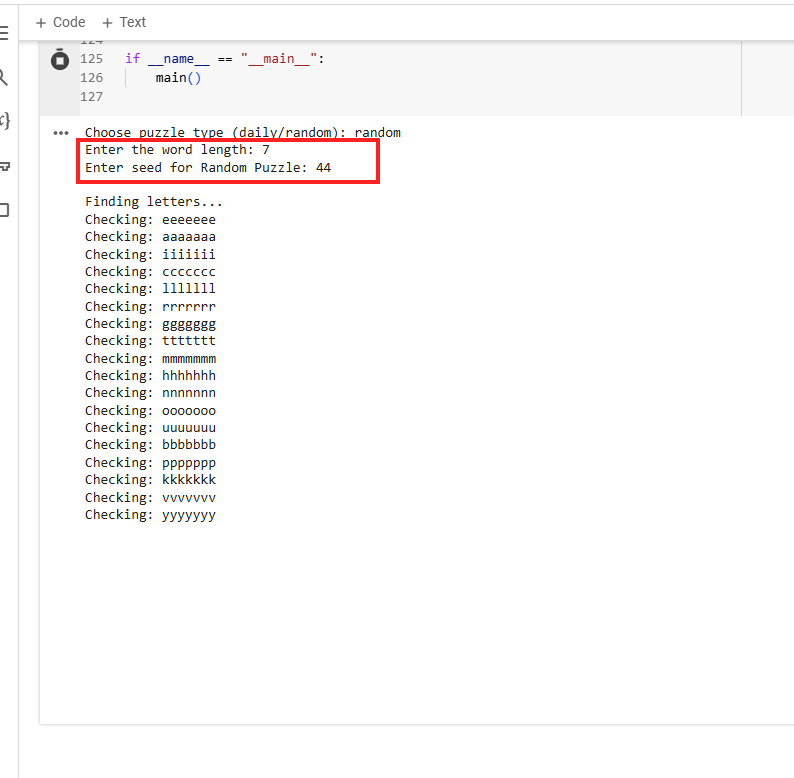 + Code + Text
124
125 if __name__ == "__main__":
126 main()
127
Choose puzzle type (daily/random): random
Enter the word length: 7
Enter seed for Random Puzzle: 44
Finding letters...
Checking: eeeeeee
Checking: aaaaaaa
Checking: iiiiiii
Checking: ccccccc
Checking: lllllll
Checking: rrrrrrr
Checking: ggggggg
Checking: ttttttt
Checking: mmmmmmm
Checking: hhhhhhh
Checking: nnnnnnn
Checking: ooooooo
Checking: uuuuuuu
Checking: bbbbbbb
Checking: ppppppp
Checking: kkkkkkk
Checking: vvvvvvv
Checking: yyyyyyy